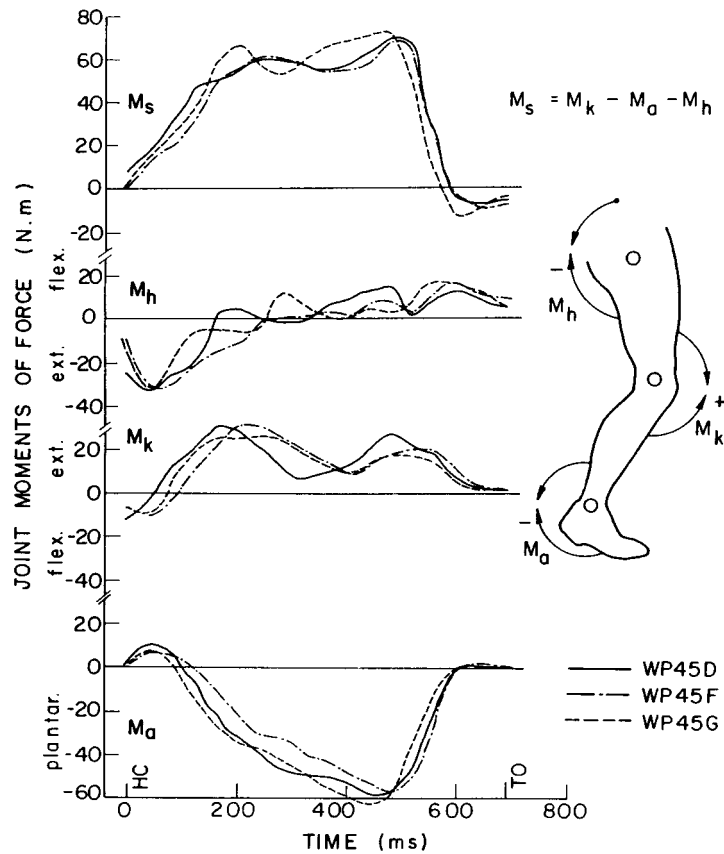 80
60
40
20
0
-20
Ms
Ms = Mk - Ma - Mh
JOINT MOMENTS OF FORCE (N.m)
flex.
ext.
20
0
-20
-40
Mh
ext.
flex.
20
0
-20
-40
Mk
plantar.
20
0
-20
-40
-60
Ma
HC
TO
0 200 400 600 800
TIME (ms)
-
Mh
+
Mk
-
Ma
WP45D
WP45F
WP45G